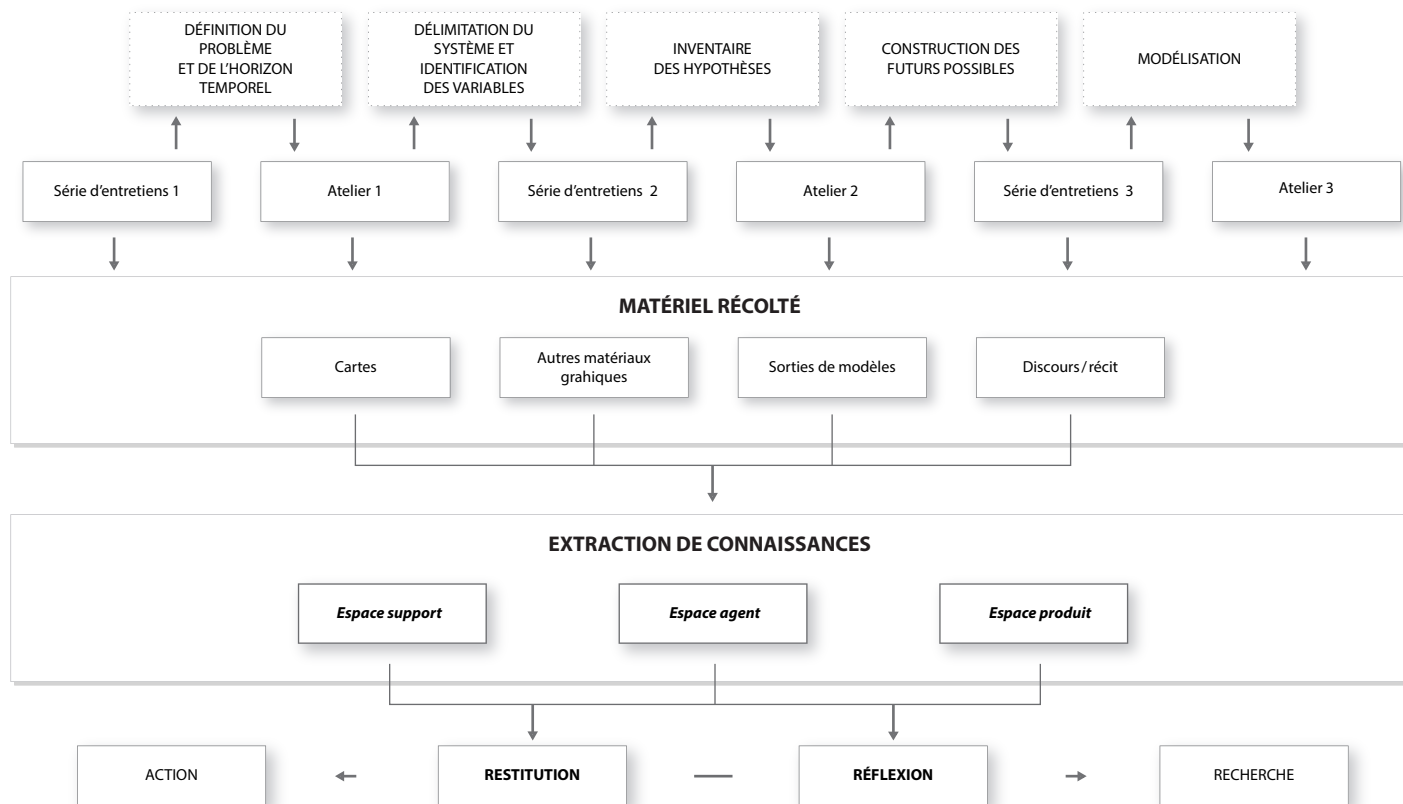 DÉFINITION DU
PROBLÈME
ET DE L'HORIZON
TEMPOREL
DÉLIMITATION DU
SYSTÈME ET
IDENTIFICATION
DES VARIABLES
INVENTAIRE
DES HYPOTHÈSES
CONSTRUCTION DES
FUTURS POSSIBLES
MODÉLISATION
Série d'entretiens 1
Atelier 1
Série d'entretiens 2
Atelier 2
Série d'entretiens 3
Atelier 3
MATÉRIEL RÉCOLTÉ
Cartes
Autres matériaux
grahiques
Sorties de modèles
Discours/récit
EXTRACTION DE CONNAISSANCES
Espace support
Espace agent
Espace produit
ACTION
RESTITUTION
RÉFLEXION
RECHERCHE